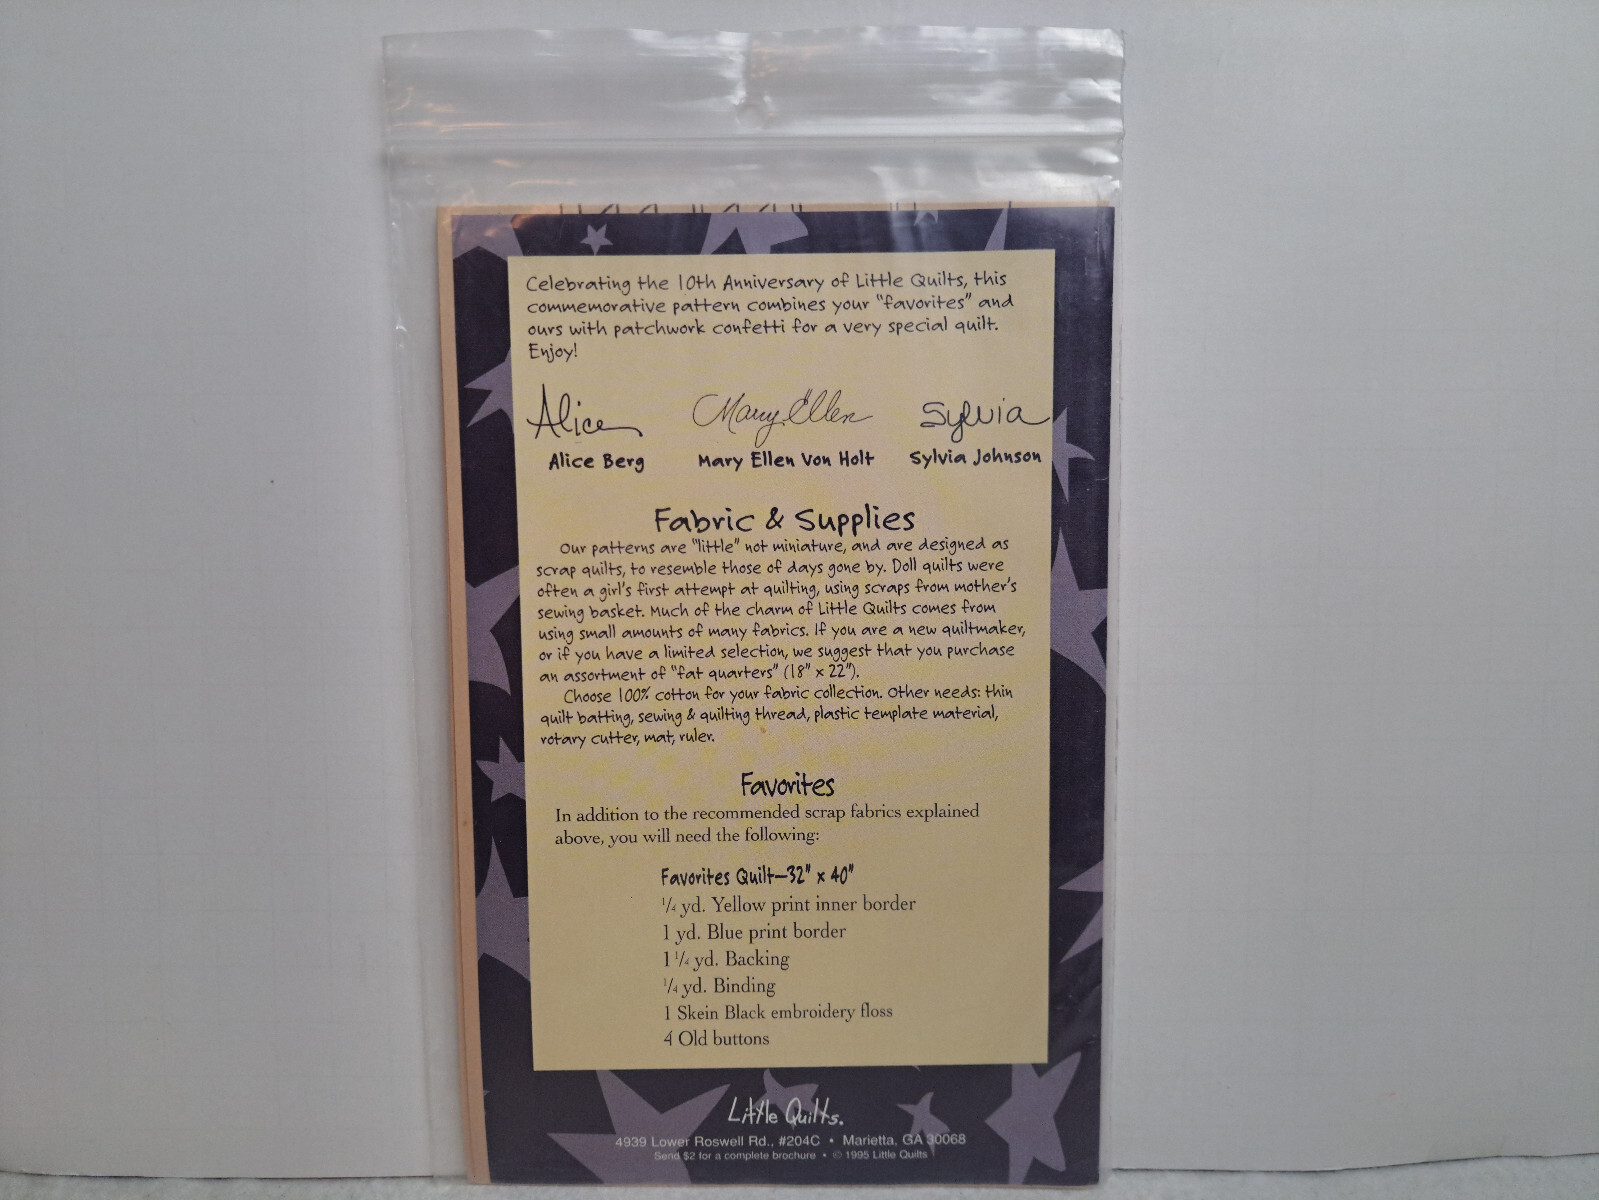 Celebrating the 10th Anniversary of Little Quilts, this
commemorative pattern combines your "favorites" and
ours with patchwork confetti for a very special quilt.
Enjoy!
Alice Mary Ellen Sylvia
Alice Berg Mary Ellen Von Holt Sylvia Johnson
Fabric & Supplies
Our patterns are "little" not miniature, and are designed as
scrap quilts, to resemble those of days gone by. Doll quilts were
often a girl's first attempt at quilting, using scraps from mother's
sewing basket. Much of the charm of Little Quilts comes from
using small amounts of many fabrics. If you are a new quiltmaker,
or if you have a limited selection, we suggest that you purchase
an assortment of "fat quarters" (18" x 22").
Choose 100% cotton for your fabric collection. Other needs: thin
quilt batting, sewing & quilting thread, plastic template material,
rotary cutter, mat, ruler.
Favorites
In addition to the recommended scrap fabrics explained
above, you will need the following:
Favorites Quilt—32" x 40"
1/4 yd. Yellow print inner border
1 yd. Blue print border
1 1/4 yd. Backing
1/4 yd. Binding
1 Skein Black embroidery floss
4 Old buttons
Little Quilts.
4939 Lower Roswell Rd., #204C • Marietta, GA 30068
Send $2 for a complete brochure • © 1995 Little Quilts